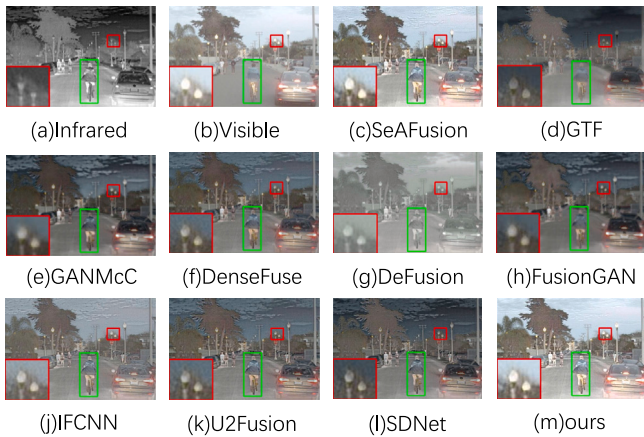 (a)Infrared
(b)Visible
(c)SeAFusion
(d)GTF
(e)GANMcC
(f)DenseFuse
(g)DeFusion
(h)FusionGAN
(j)IFCNN
(k)U2Fusion
(l)SDNet
(m)ours